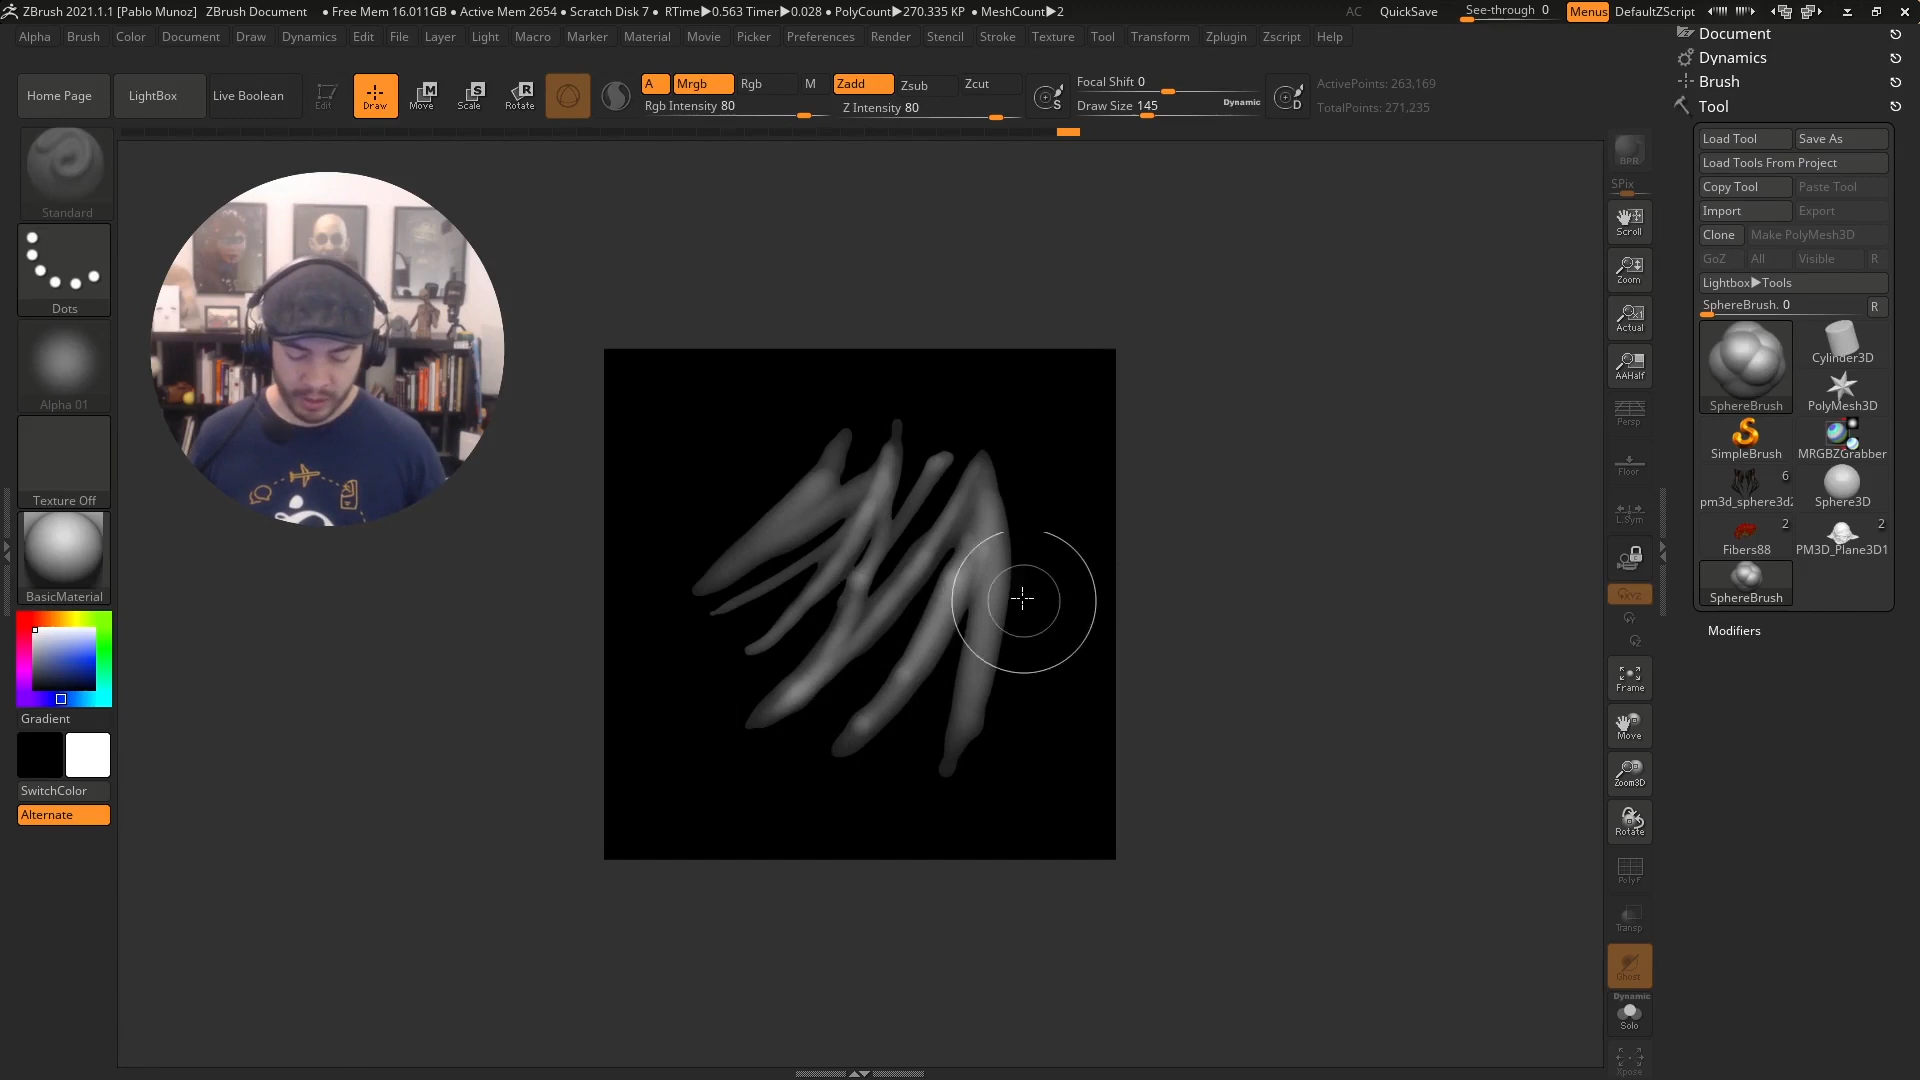 ZBrush 2021.1.1 [Pablo Munoz] ZBrush Document • Free Mem 16.011GB • Active Mem 2654 • Scratch Disk 7 • RTime▶0.563 Timer▶0.028 • PolyCount▶270.335 KP • MeshCount▶2 AC QuickSave See-through 0 Menus DefaultZScript
Alpha Brush Color Document Draw Dynamics Edit File Layer Light Macro Marker Material Movie Picker Preferences Render Stencil Stroke Texture Tool Transform Zplugin Zscript Help
Home Page LightBox Live Boolean Edit Draw Move Scale Rotate
A Mrgb Rgb M Zadd Zsub Zcut
Rgb Intensity 80 Z Intensity 80
Focal Shift 0
Draw Size 145 Dynamic
ActivePoints: 263,169
TotalPoints: 271,235
Standard
Dots
Alpha 01
Texture Off
BasicMaterial
Gradient
SwitchColor
Alternate
BPR
SPix
Scroll
Zoom
Actual
AAHalf
Persp
Floor
L.Sym
XYZ
Frame
Move
Zoom3D
Rotate
PolyF
Transp
Ghost
Dynamic
Solo
Xpose
Document
Dynamics
Brush
Tool
Load Tool Save As
Load Tools From Project
Copy Tool Paste Tool
Import Export
Clone Make PolyMesh3D
GoZ All Visible R
Lightbox▶Tools
SphereBrush. 0 R
SphereBrush Cylinder3D
PolyMesh3D
SimpleBrush MRGBZGrabber
6
pm3d_sphere3d2 Sphere3D
2 2
Fibers88 PM3D_Plane3D1
SphereBrush
Modifiers